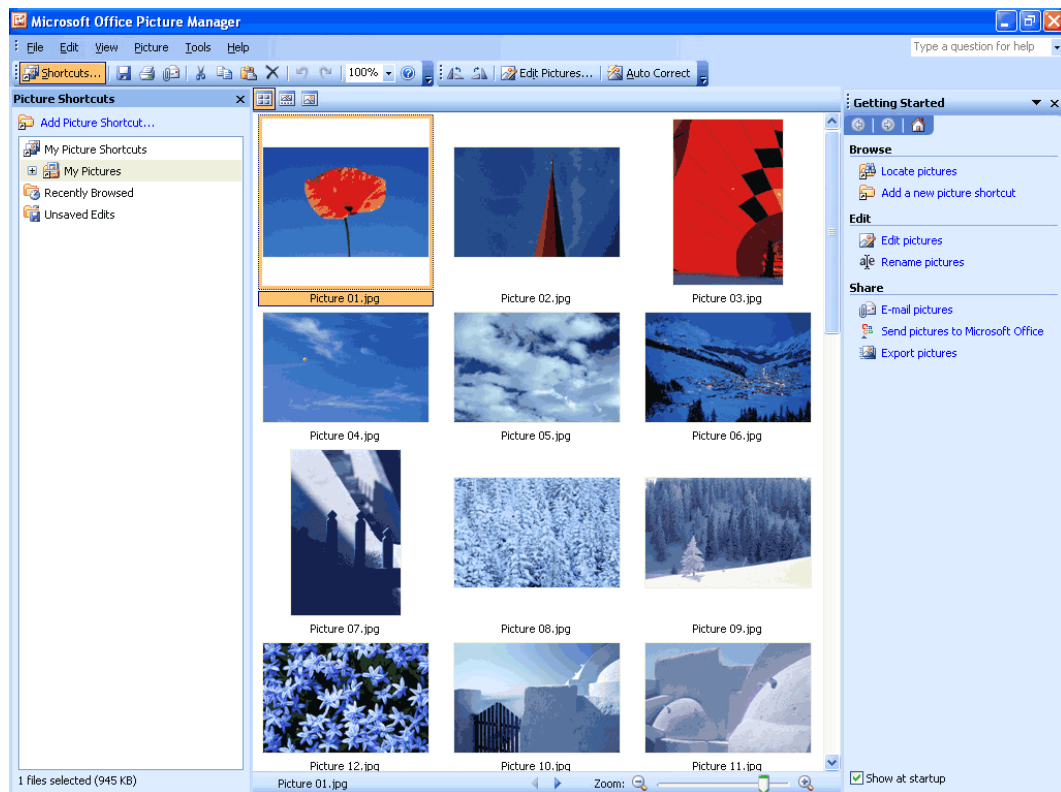 Microsoft Office Picture Manager
File Edit View Picture Tools Help
Type a question for help
Shortcuts... 100% Edit Pictures... Auto Correct
Picture Shortcuts
Add Picture Shortcut...
My Picture Shortcuts
My Pictures
Recently Browsed
Unsaved Edits
Picture 01.jpg Picture 02.jpg Picture 03.jpg
Picture 04.jpg Picture 05.jpg Picture 06.jpg
Picture 07.jpg Picture 08.jpg Picture 09.jpg
Picture 12.jpg Picture 10.jpg Picture 11.jpg
Getting Started
Browse
Locate pictures
Add a new picture shortcut
Edit
Edit pictures
Rename pictures
Share
E-mail pictures
Send pictures to Microsoft Office
Export pictures
1 files selected (945 KB)
Picture 01.jpg Zoom:
Show at startup